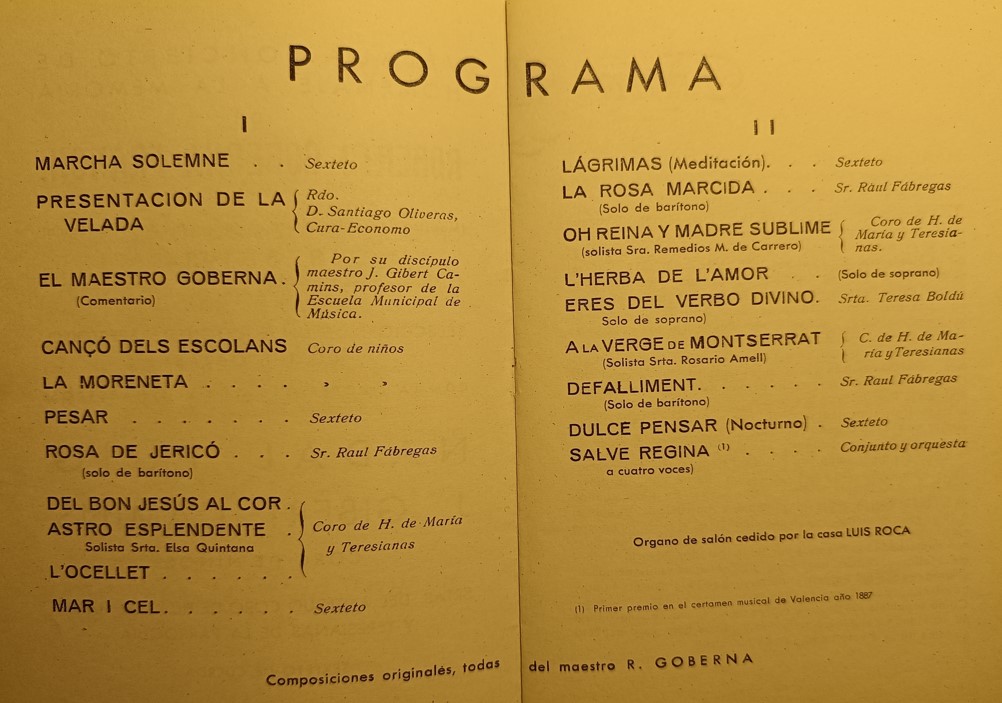 PROGRAMA
I
MARCHA SOLEMNE . . Sexteto
PRESENTACION DE LA VELADA { Rdo.
D. Santiago Oliveras,
Cura-Economo
EL MAESTRO GOBERNA. { Por su discípulo
(Comentario) maestro J. Gibert Ca-
mins, profesor de la
Escuela Municipal de
Música.
CANÇÓ DELS ESCOLANS Coro de niños
LA MORENETA . . . . » »
PESAR . . . . . . . Sexteto
ROSA DE JERICÓ . . . Sr. Raul Fábregas
(solo de barítono)
DEL BON JESÚS AL COR .
ASTRO ESPLENDENTE . { Coro de H. de María
Solista Srta. Elsa Quintana y Teresianas
L'OCELLET . . . . . .
MAR I CEL. . . . . Sexteto
II
LÁGRIMAS (Meditación). . . Sexteto
LA ROSA MARCIDA . . . Sr. Raul Fábregas
(Solo de barítono)
OH REINA Y MADRE SUBLIME { Coro de H. de
(solista Sra. Remedios M. de Carrero) María y Teresia-
nas.
L'HERBA DE L'AMOR . . (Solo de soprano)
ERES DEL VERBO DIVINO. Srta. Teresa Boldú
Solo de soprano)
A LA VERGE DE MONTSERRAT { C. de H. de Ma-
(Solista Srta. Rosario Amell) ría y Teresianas
DEFALLIMENT. . . . . . Sr. Raul Fábregas
(Solo de barítono)
DULCE PENSAR (Nocturno) . Sexteto
SALVE REGINA (1) . . . . Conjunto y orquesta
a cuatro voces)
Organo de salón cedido por la casa LUIS ROCA
(1) Primer premio en el certamen musical de Valencia año 1887
Composiciones originales, todas del maestro R. GOBERNA